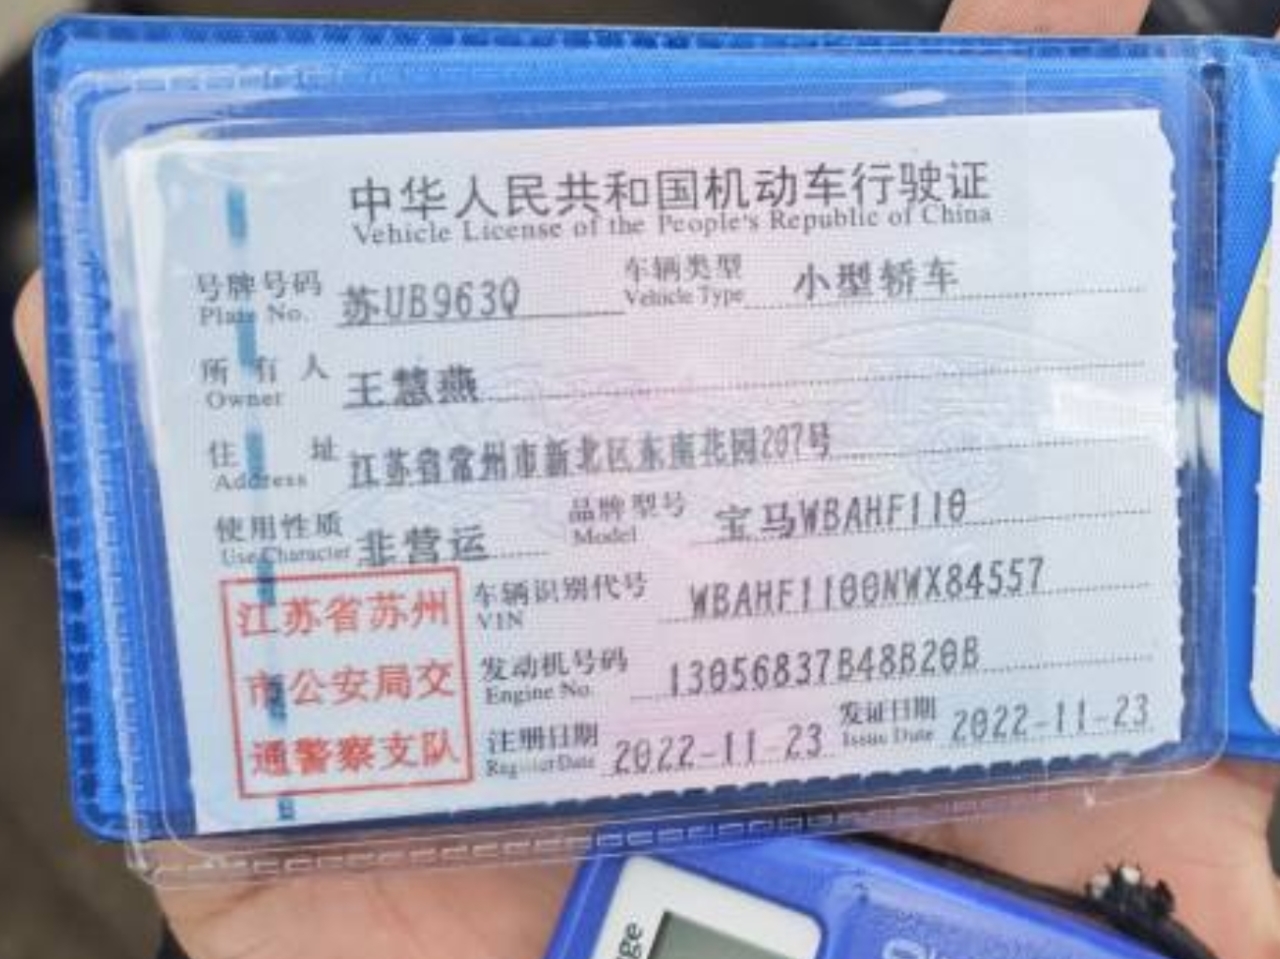 中华人民共和国机动车行驶证
Vehicle License of the People's Republic of China
号牌号码 苏UB963Q 车辆类型 小型轿车
Plate No. Vehicle Type
所有人 王慧燕
Owner
住址 江苏省常州市新北区东南花园207号
Address
使用性质 非营运 品牌型号 宝马WBAHF110
Use Character Model
江苏省苏州
市公安局交
通警察支队
车辆识别代号 WBAHF1100NWX84557
VIN
发动机号码 13056837B48B20B
Engine No.
注册日期 2022-11-23 发证日期 2022-11-23
Register Date Issue Date